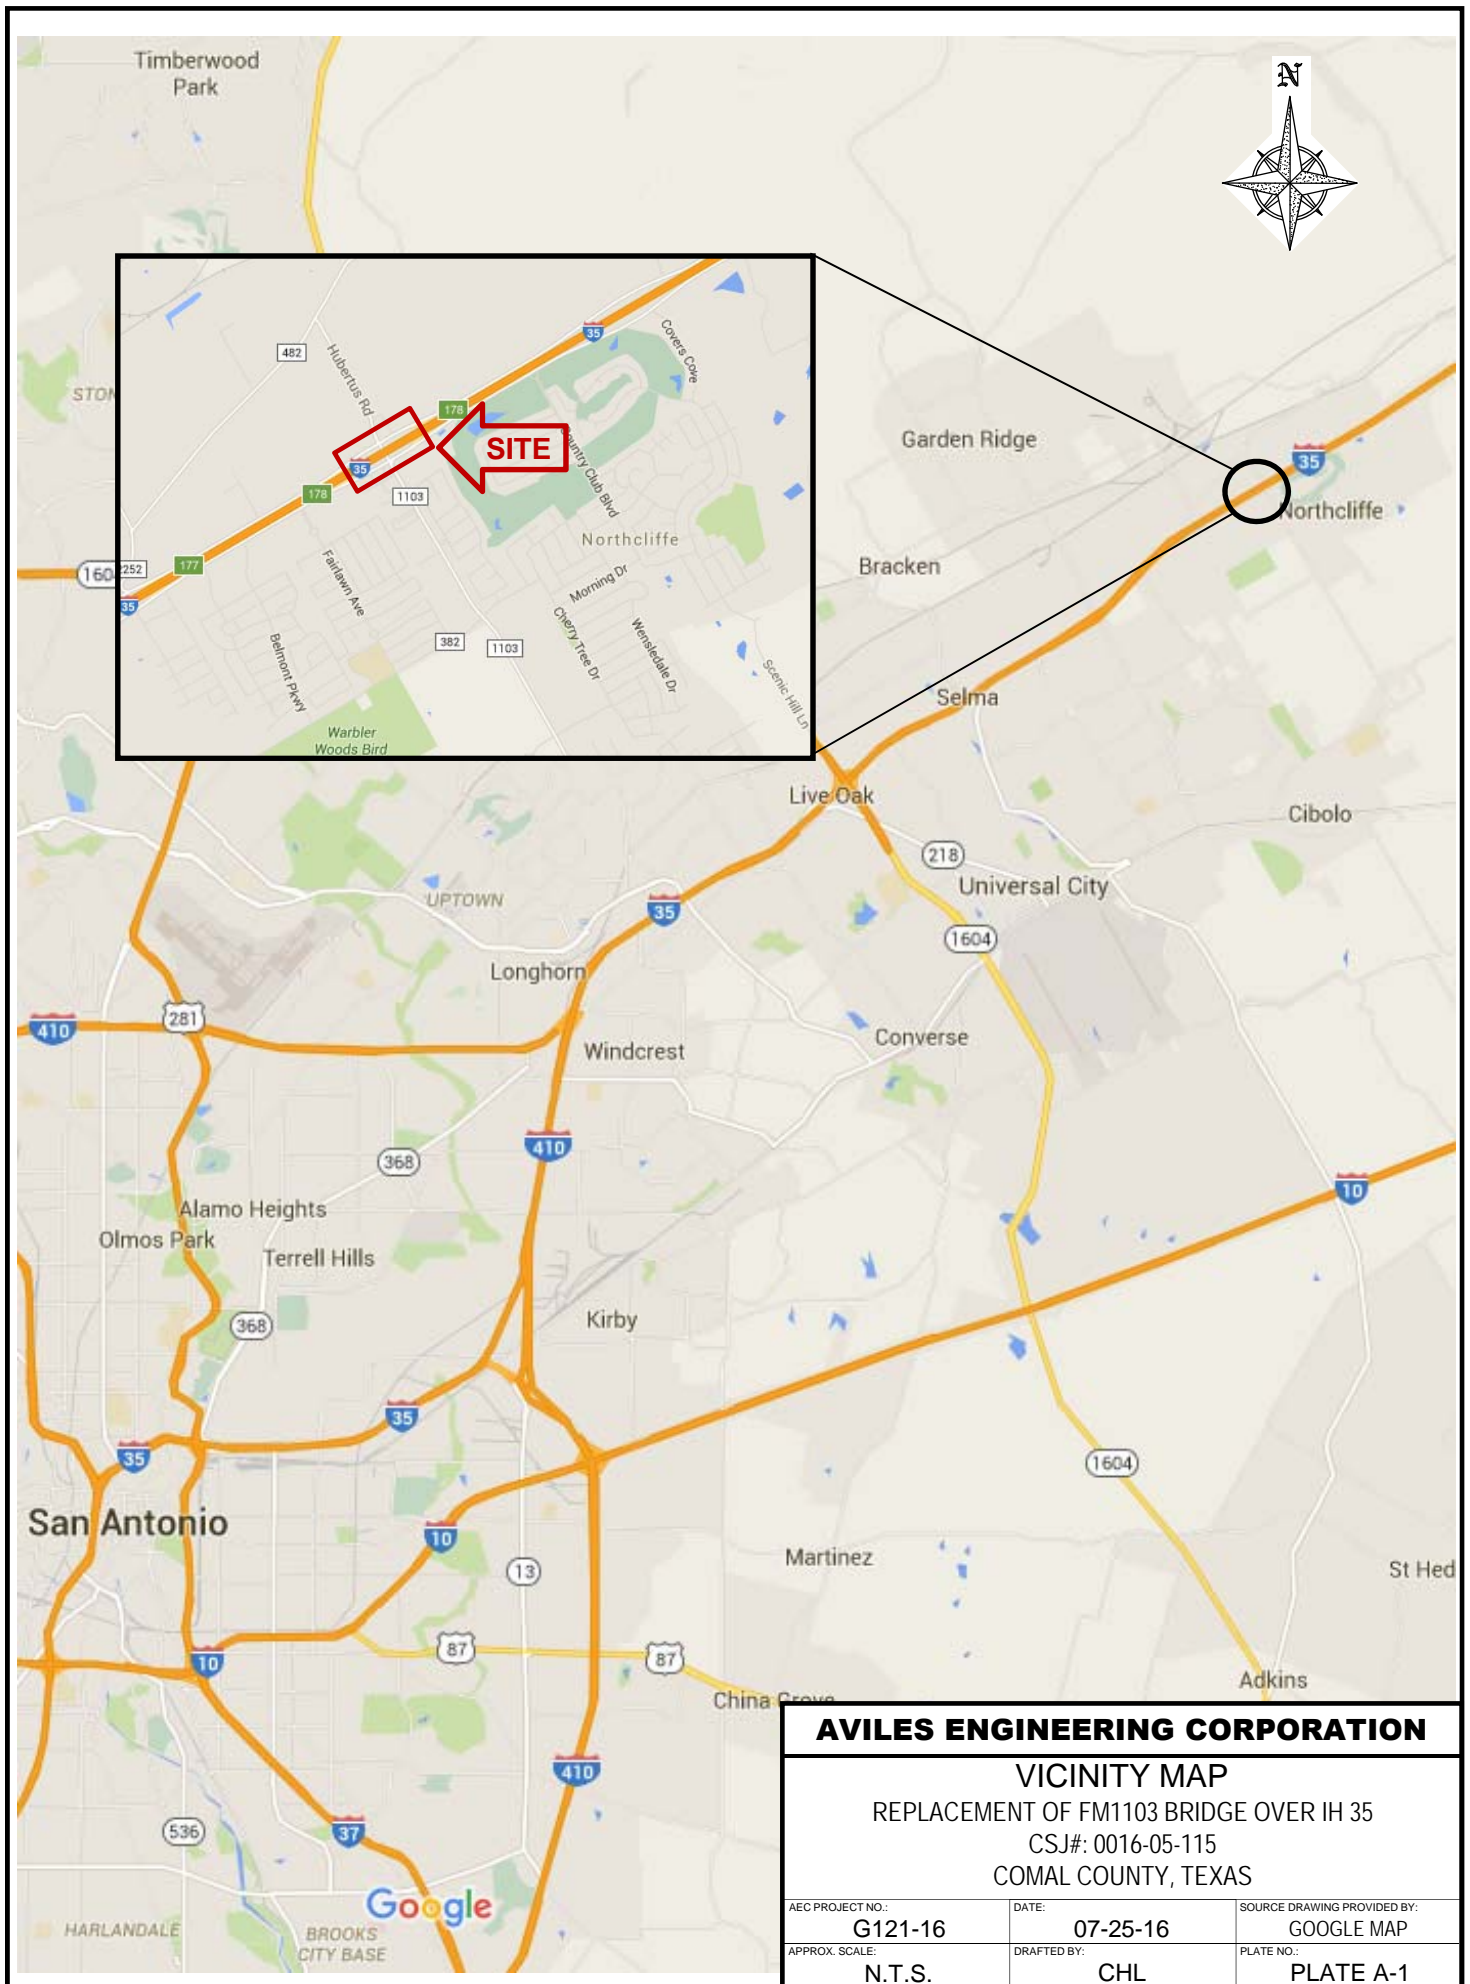 Timberwood
Park
N
STON
482
Hubertus Rd
35
Covers Cove
178
SITE
35
178
1103
Country Club Blvd
Northcliffe
177
2252
35
160
Fairlawn Ave
Morning Dr
Cherry Tree Dr
Wensledale Dr
382
1103
Belmont Pkwy
Scenic Hill Ln
Warbler
Woods Bird
Garden Ridge
35
Northcliffe
Bracken
Selma
Live Oak
Cibolo
218
Universal City
UPTOWN
35
1604
Longhorn
281
410
Windcrest
Converse
410
368
10
Alamo Heights
Olmos Park
Terrell Hills
368
Kirby
35
35
1604
San Antonio
10
13
Martinez
St Hed
87
87
10
Adkins
China Grove
410
536
37
Google
HARLANDALE
BROOKS
CITY BASE
AVILES ENGINEERING CORPORATION
VICINITY MAP
REPLACEMENT OF FM1103 BRIDGE OVER IH 35
CSJ#: 0016-05-115
COMAL COUNTY, TEXAS
AEC PROJECT NO.:
G121-16
DATE:
07-25-16
SOURCE DRAWING PROVIDED BY:
GOOGLE MAP
APPROX. SCALE:
N.T.S.
DRAFTED BY:
CHL
PLATE NO.:
PLATE A-1